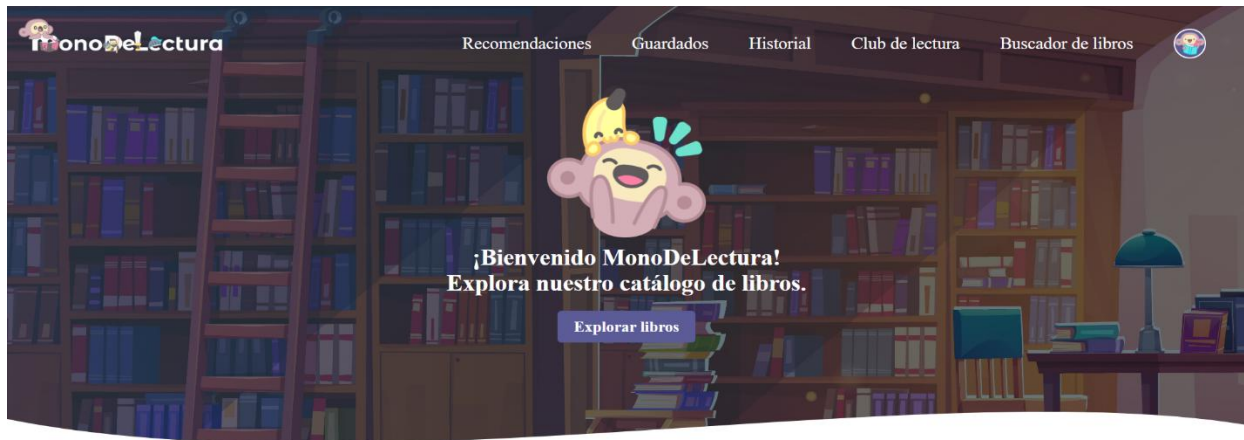 MonoDeLectura
Recomendaciones Guardados Historial Club de lectura Buscador de libros
¡Bienvenido MonoDeLectura!
Explora nuestro catálogo de libros.
Explorar libros